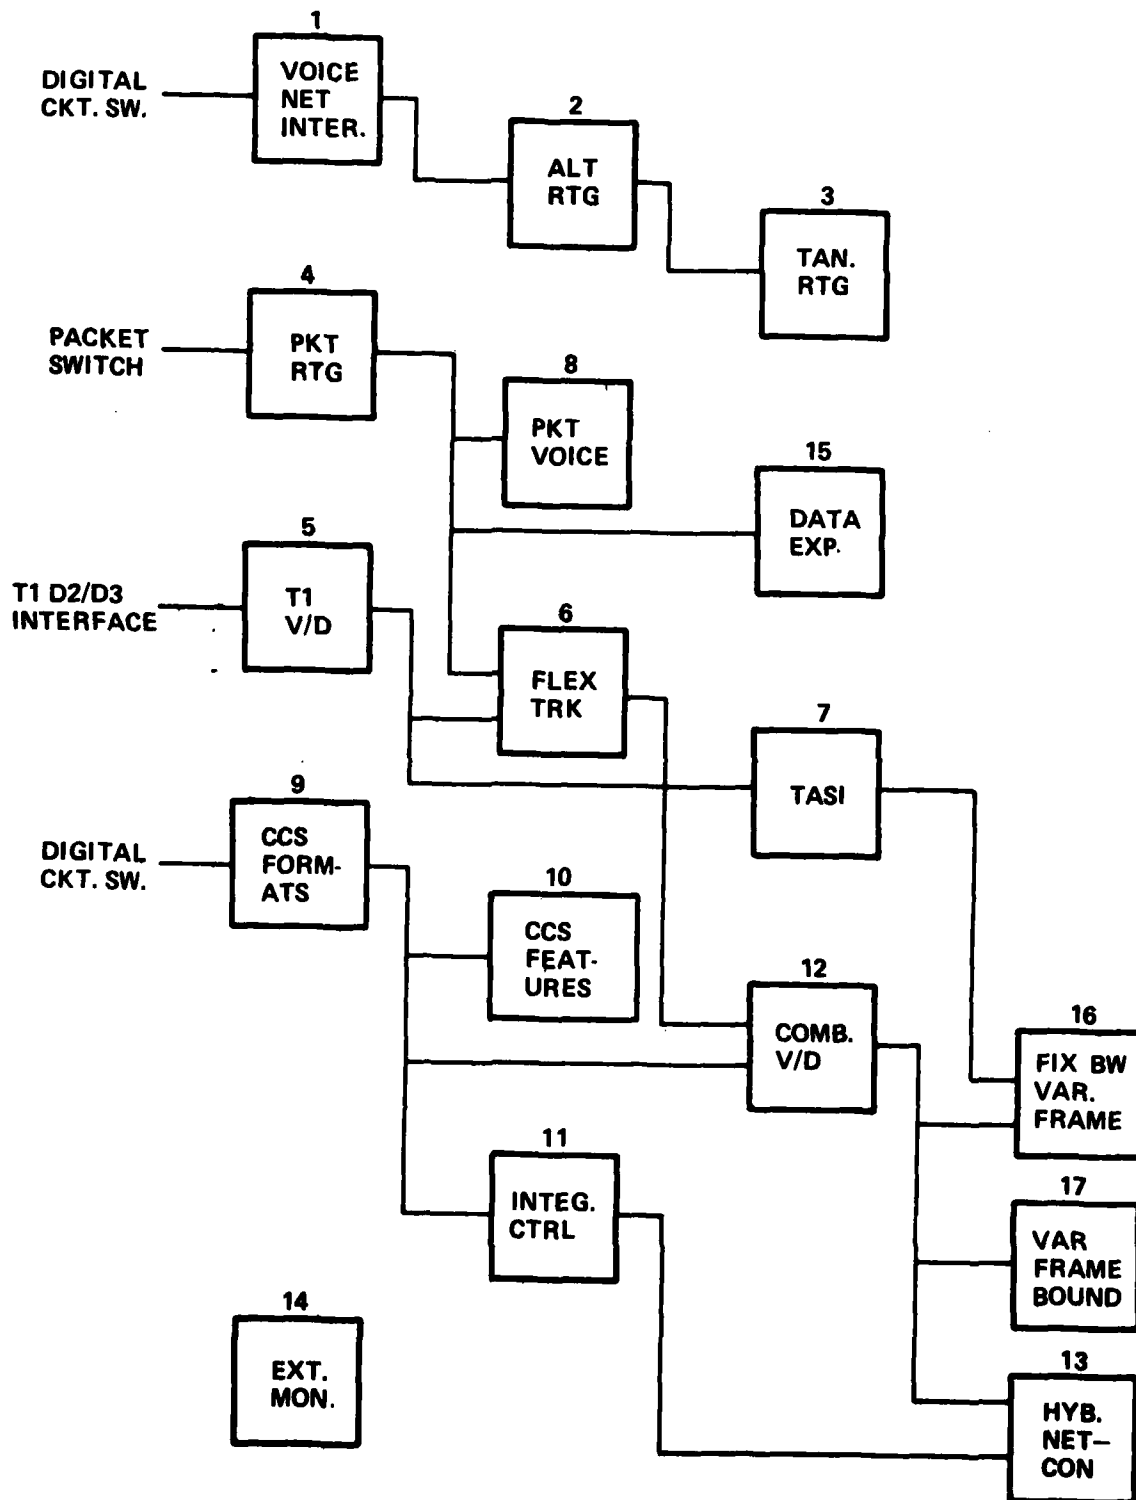 1
DIGITAL
CKT. SW.
VOICE
NET
INTER.
2
ALT
RTG
3
TAN.
RTG
4
PACKET
SWITCH
PKT
RTG
8
PKT
VOICE
15
DATA
EXP.
5
T1 D2/D3
INTERFACE
T1
V/D
6
FLEX
TRK
7
TASI
9
DIGITAL
CKT. SW.
CCS
FORM-
ATS
10
CCS
FEAT-
URES
12
COMB.
V/D
16
FIX BW
VAR.
FRAME
11
INTEG.
CTRL
17
VAR
FRAME
BOUND
14
EXT.
MON.
13
HYB.
NET–
CON